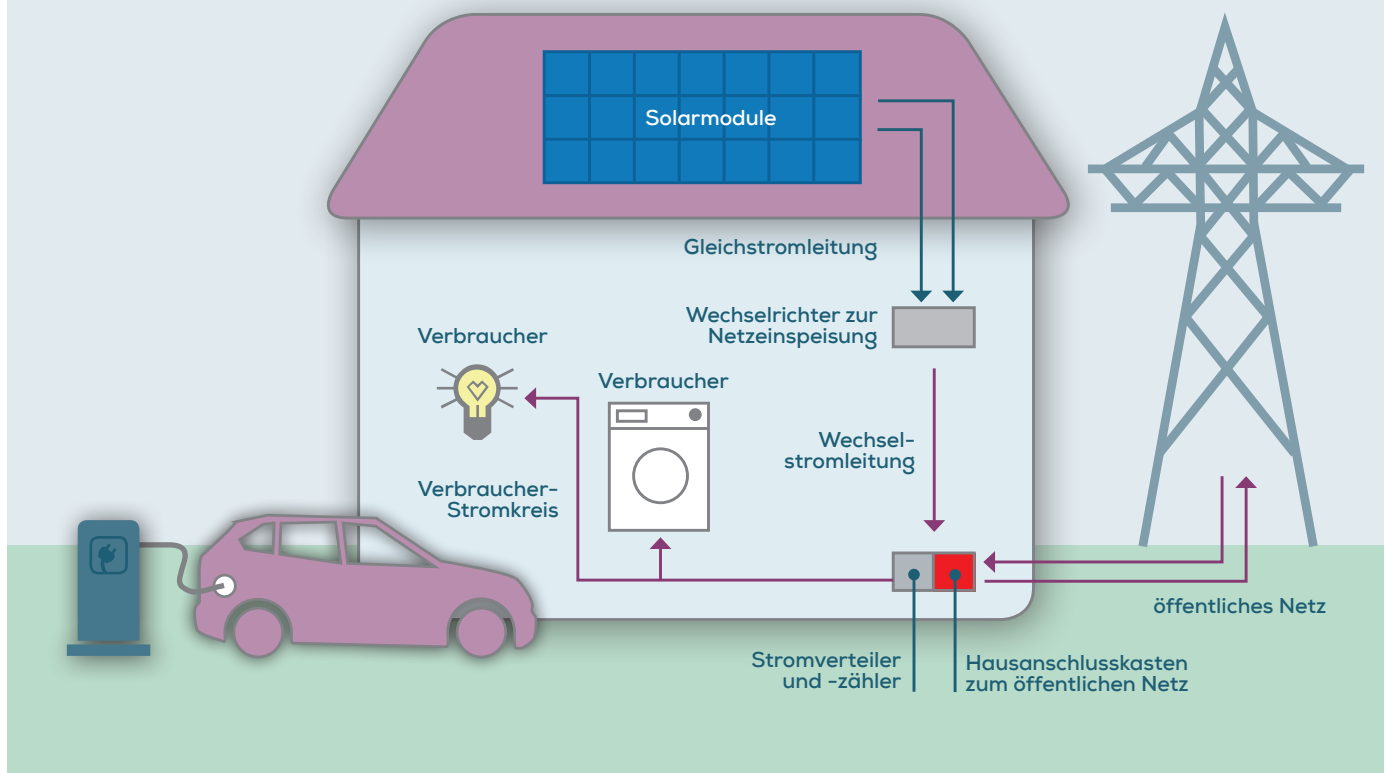 Solarmodule
Gleichstromleitung
Wechselrichter zur
Netzeinspeisung
Verbraucher
Verbraucher
Wechsel-
stromleitung
Verbraucher-
Stromkreis
öffentliches Netz
Stromverteiler
und -zähler
Hausanschlusskasten
zum öffentlichen Netz